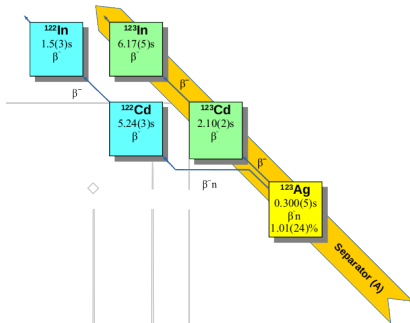 ¹²²In
1.5(3)s
β⁻
¹²³In
6.17(5)s
β⁻
β⁻
β⁻
¹²²Cd
5.24(3)s
β⁻
¹²³Cd
2.10(2)s
β⁻
β⁻
β⁻n
¹²³Ag
0.300(5)s
β⁻n
1.01(24)%
Separator (A)